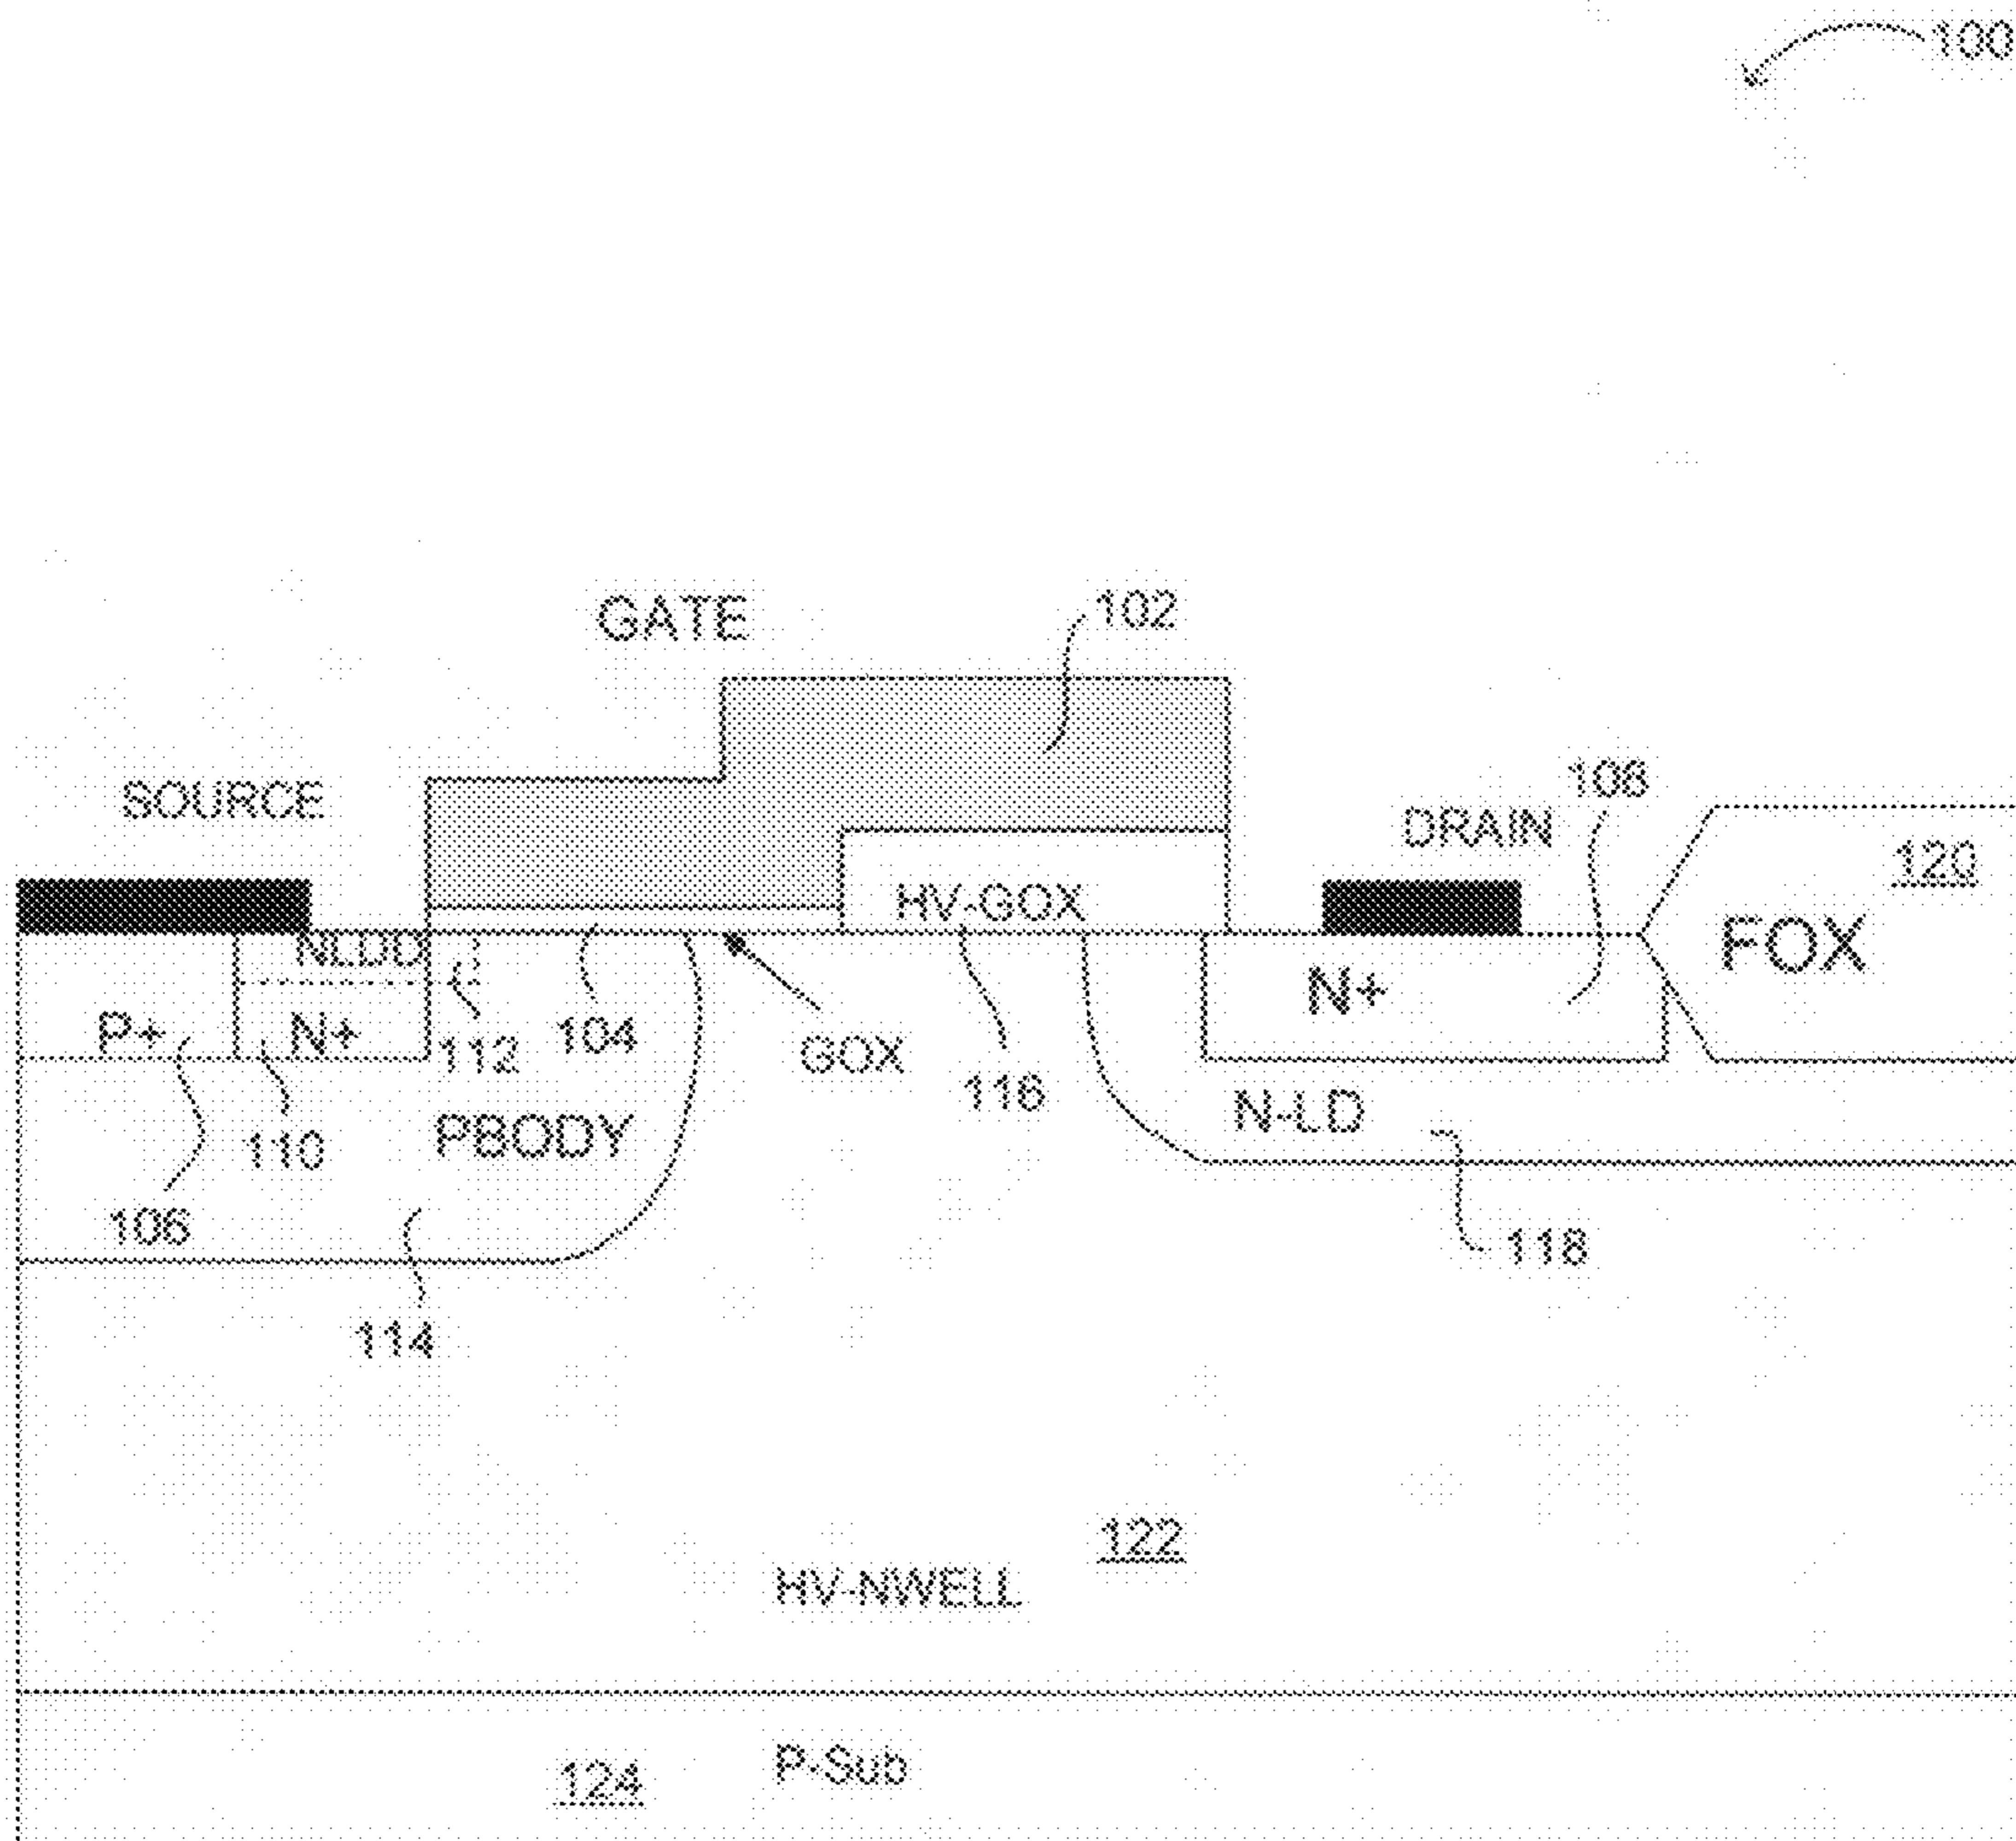 100
GATE
102
SOURCE
DRAIN
108
120
HV-GOX
FOX
NLDD
N+
P+
N+
112
104
GOX
116
N-LD
PBODY
110
106
118
114
122
HV-NWELL
P-Sub
124